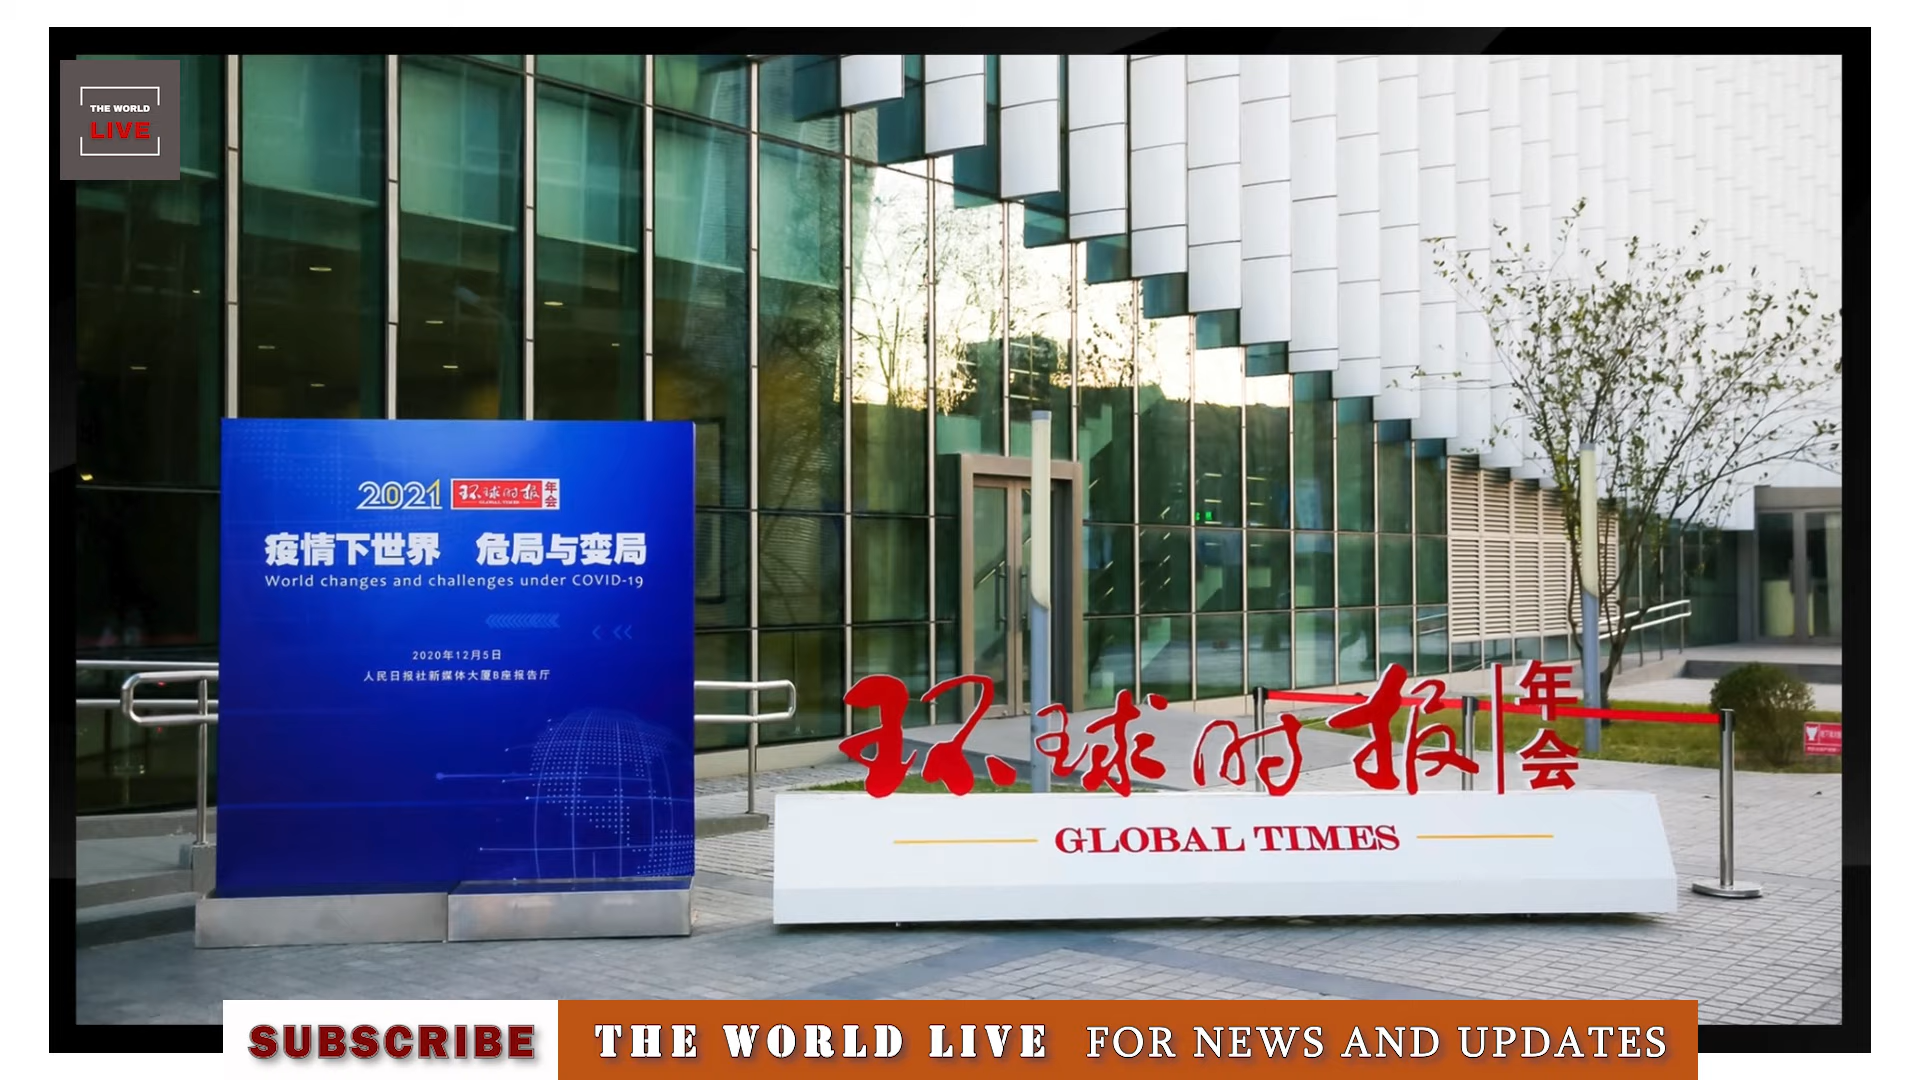 THE WORLD
LIVE
2021 环球时报 年会
GLOBAL TIMES
疫情下世界 危局与变局
World changes and challenges under COVID-19
2020年12月5日
人民日报社新媒体大厦B座报告厅
环球时报 年会
GLOBAL TIMES
SUBSCRIBE THE WORLD LIVE FOR NEWS AND UPDATES